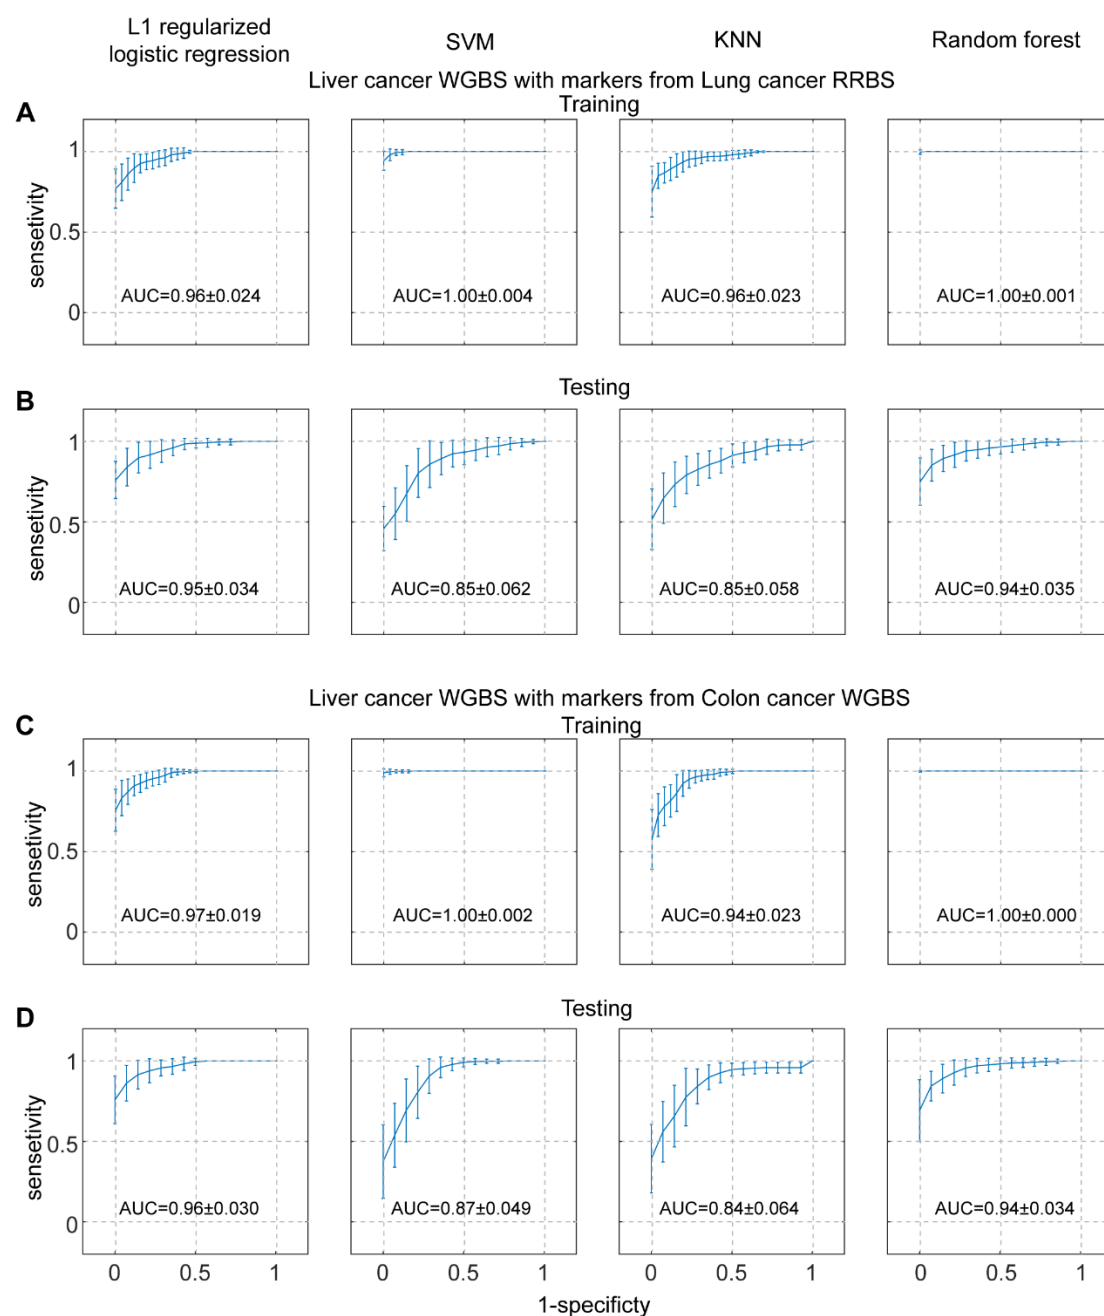 L1 regularized
logistic regression
SVM
KNN
Random forest
Liver cancer WGBS with markers from Lung cancer RRBS
Training
A
sensetivity
1
0.5
0
AUC=0.96±0.024
AUC=1.00±0.004
AUC=0.96±0.023
AUC=1.00±0.001
Testing
B
sensetivity
1
0.5
0
AUC=0.95±0.034
AUC=0.85±0.062
AUC=0.85±0.058
AUC=0.94±0.035
Liver cancer WGBS with markers from Colon cancer WGBS
Training
C
sensetivity
1
0.5
0
AUC=0.97±0.019
AUC=1.00±0.002
AUC=0.94±0.023
AUC=1.00±0.000
Testing
D
sensetivity
1
0.5
0
AUC=0.96±0.030
AUC=0.87±0.049
AUC=0.84±0.064
AUC=0.94±0.034
0 0.5 1
0 0.5 1
0 0.5 1
0 0.5 1
1-specificty